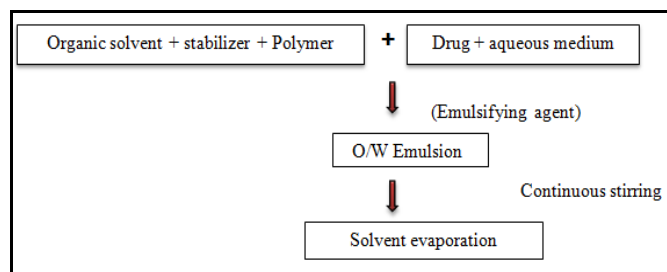 Organic solvent + stabilizer + Polymer + Drug + aqueous medium
(Emulsifying agent)
O/W Emulsion
Continuous stirring
Solvent evaporation